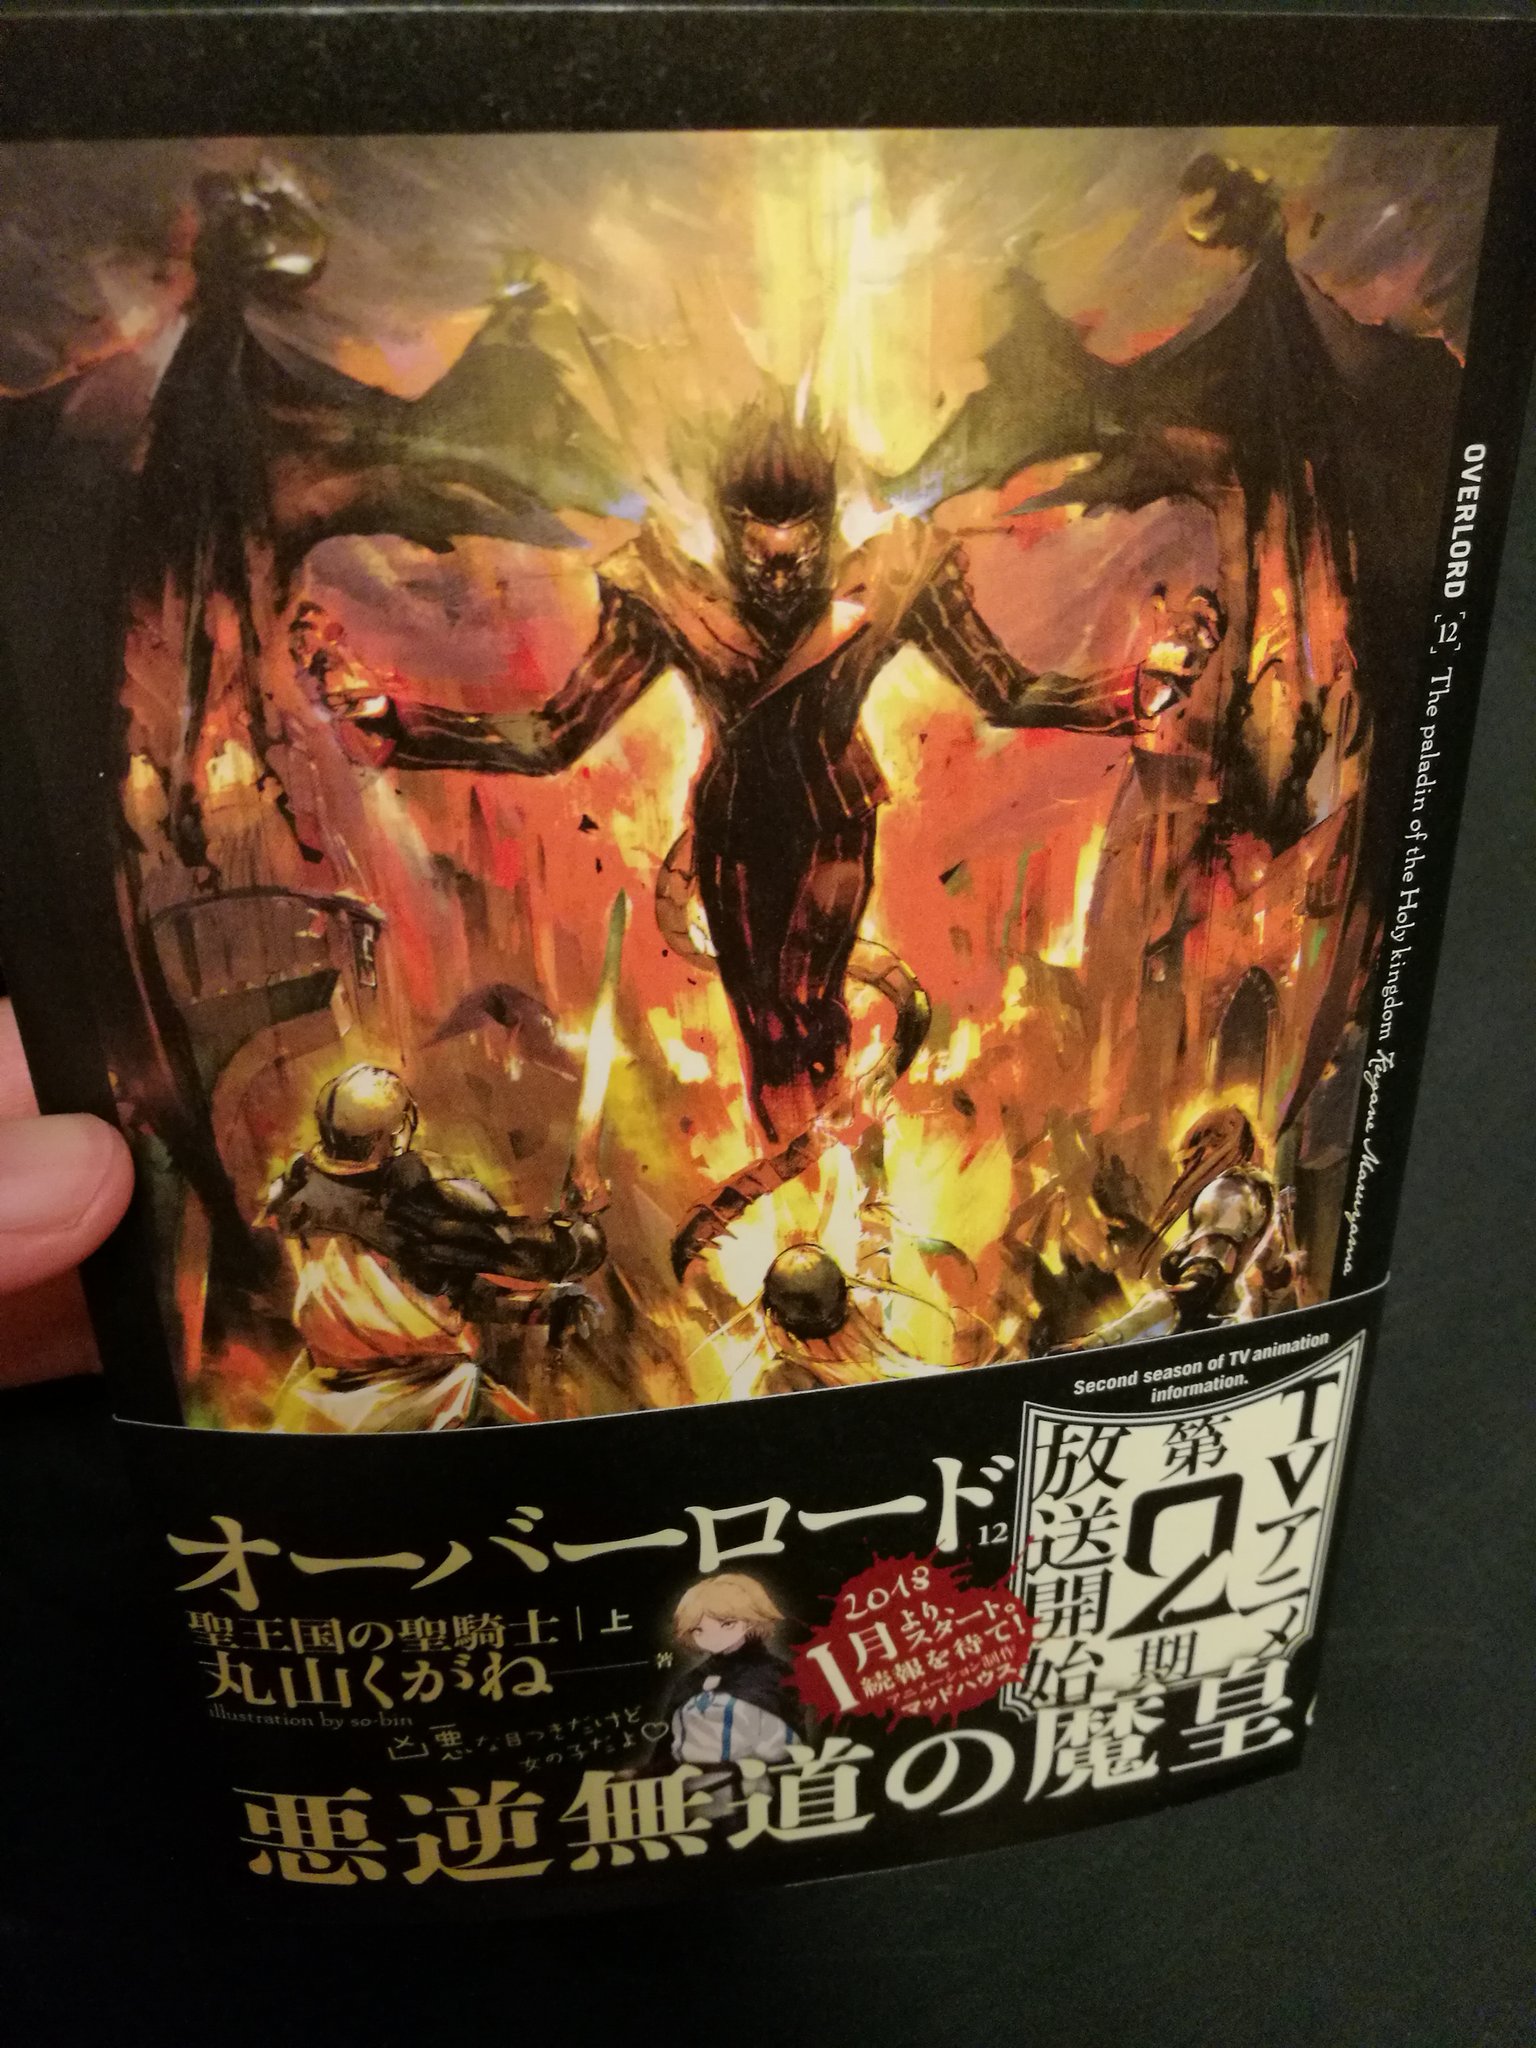 OVERLORD [12] The paladin of the Holy kingdom Kugane Maruyama
Second season of TV animation
information.
TVアニメ
第2期
放送開始
オーバーロード12
聖王国の聖騎士 上
丸山くがね 著
illustration by so-bin
2018
1月より、
スタート。
続報を待て!
アニメーション制作
マッドハウス
凶悪な目つきだけど
女の子だよ♡
悪逆無道の魔皇